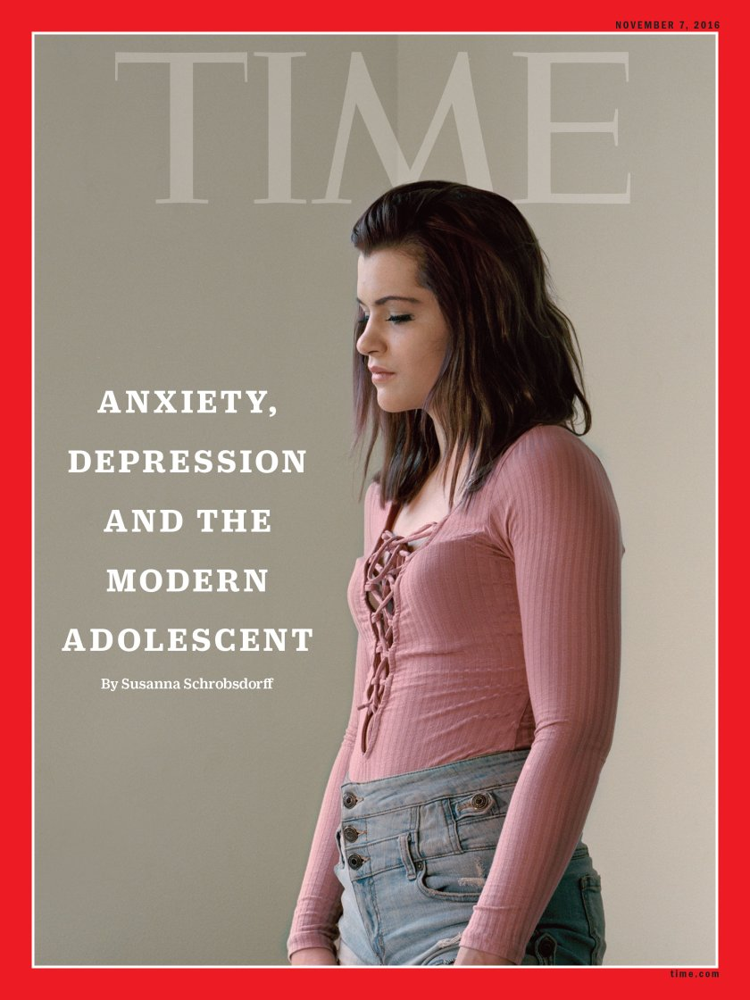 NOVEMBER 7, 2016
TIME
ANXIETY,
DEPRESSION
AND THE
MODERN
ADOLESCENT
By Susanna Schrobsdorff
time.com